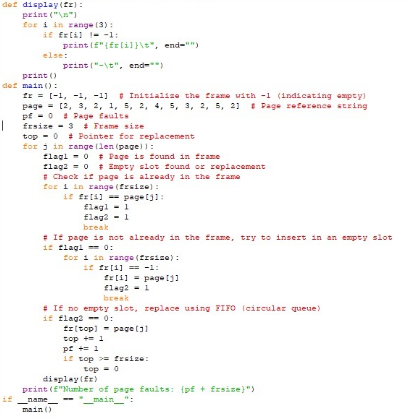 def display(fr):
    print("\n")
    for i in range(3):
        if fr[i] != -1:
            print(f"{fr[i]}\t", end="")
        else:
            print("-\t", end="")
    print()
def main():
    fr = [-1, -1, -1]  # Initialize the frame with -1 (indicating empty)
    page = [2, 3, 2, 1, 5, 2, 4, 5, 3, 2, 5, 2]  # Page reference string
    pf = 0  # Page faults
    frsize = 3  # Frame size
    top = 0  # Pointer for replacement
    for j in range(len(page)):
        flag1 = 0  # Page is found in frame
        flag2 = 0  # Empty slot found or replacement
        # Check if page is already in the frame
        for i in range(frsize):
            if fr[i] == page[j]:
                flag1 = 1
                flag2 = 1
                break
        # If page is not already in the frame, try to insert in an empty slot
        if flag1 == 0:
            for i in range(frsize):
                if fr[i] == -1:
                    fr[i] = page[j]
                    flag2 = 1
                    break
        # If no empty slot, replace using FIFO (circular queue)
        if flag2 == 0:
            fr[top] = page[j]
            top += 1
            pf += 1
            if top >= frsize:
                top = 0
        display(fr)
    print(f"Number of page faults: {pf + frsize}")
if __name__ == "__main__":
    main()